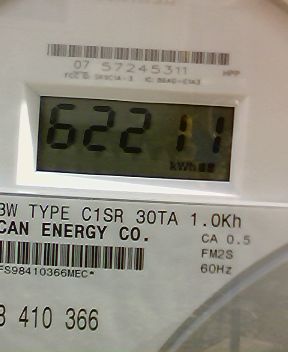 07 57245311 HPP
62211
kWh
3W TYPE C1SR 30TA 1.0Kh
CAN ENERGY CO.
CA 0.5
FM2S
60Hz
FS98410366MEC*
8 410 366